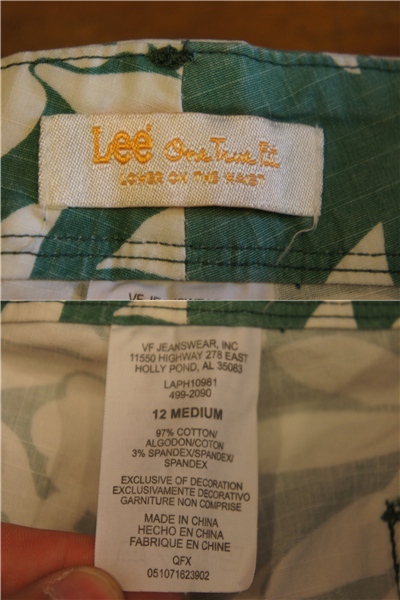 Lee One True Fit
LOWER ON THE WAIST
VF JEANSWEAR, INC
11550 HIGHWAY 278 EAST
HOLLY POND, AL 35083
LAPH10981
499-2090
12 MEDIUM
97% COTTON/
ALGODON/COTON
3% SPANDEX/SPANDEX/
SPANDEX
EXCLUSIVE OF DECORATION
EXCLUSIVAMENTE DECORATIVO
GARNITURE NON COMPRISE
MADE IN CHINA
HECHO EN CHINA
FABRIQUE EN CHINE
QFX
051071623902